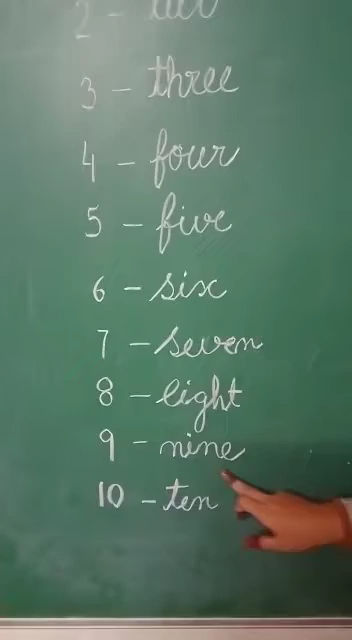 2 - two
3 - three
4 - four
5 - five
6 - six
7 - seven
8 - eight
9 - nine
10 - ten